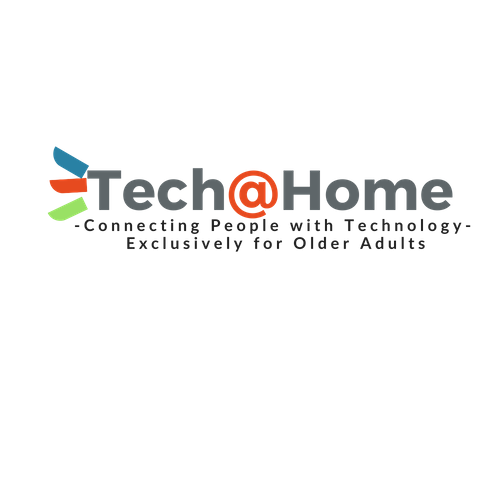 Tech@Home
-Connecting People with Technology-
Exclusively for Older Adults